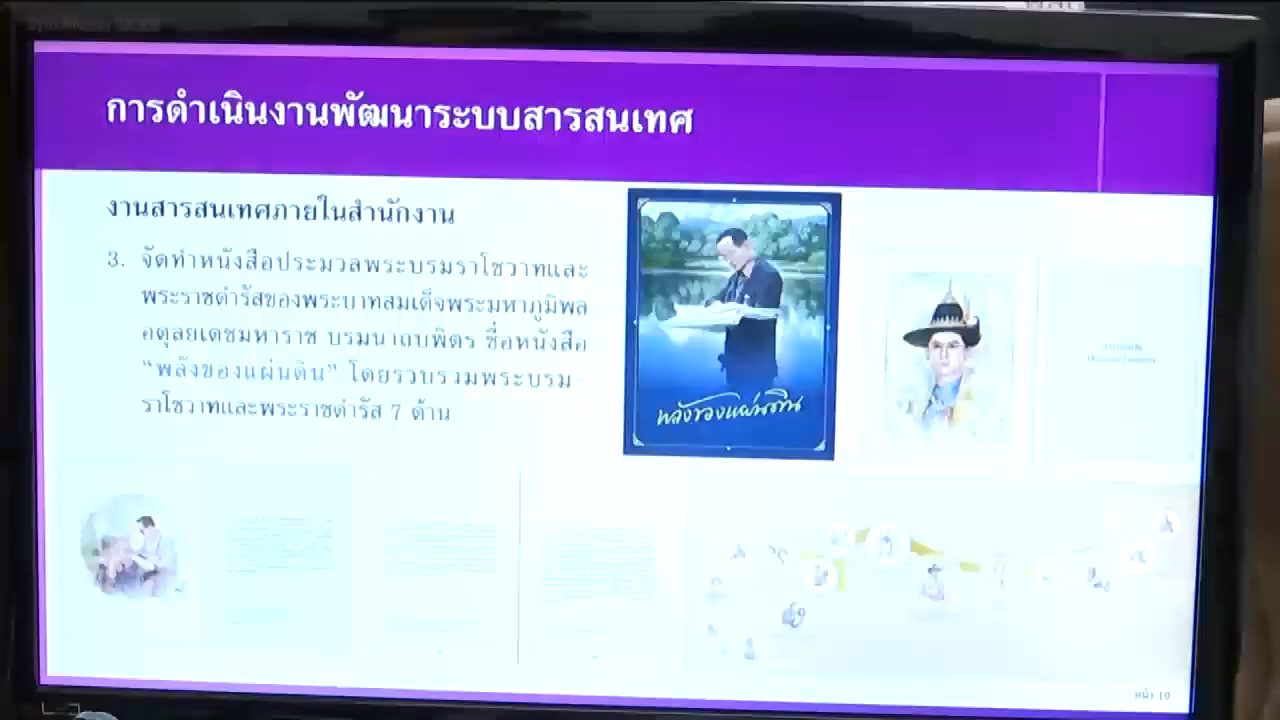 การดำเนินงานพัฒนาระบบสารสนเทศ
งานสารสนเทศภายในสำนักงาน
3. จัดทำหนังสือประมวลพระบรมราโชวาทและ
พระราชดำรัสของพระบาทสมเด็จพระมหาภูมิพล
อดุลยเดชมหาราช บรมนาถบพิตร ชื่อหนังสือ
“พลังของแผ่นดิน” โดยรวบรวมพระบรม
ราโชวาทและพระราชดำรัส 7 ด้าน
พลังของแผ่นดิน
หน้า 19